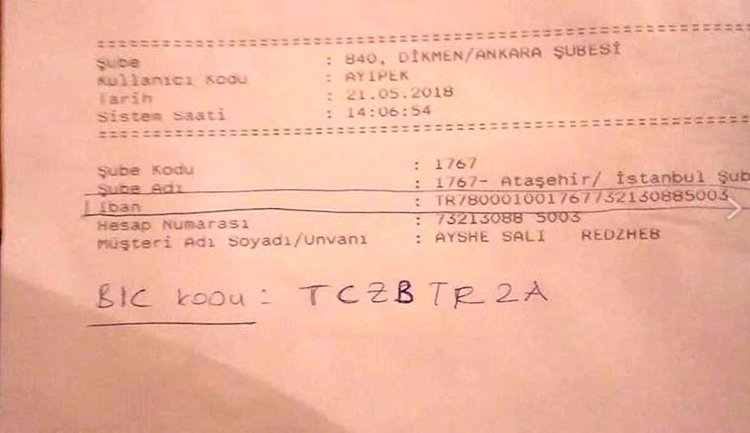 Şube : 840, DİKMEN/ANKARA ŞUBESİ
Kullanıcı Kodu : AYIPEK
Tarih : 21.05.2018
Sistem Saati : 14:06:54
Şube Kodu : 1767
Şube Adı : 1767- Ataşehir/ İstanbul Şub
Iban : TR780001001767732130885003
Hesap Numarası : 73213088 5003
Müşteri Adı Soyadı/Unvanı : AYSHE SALI REDZHEB
BIC kodu : TCZBTR2A